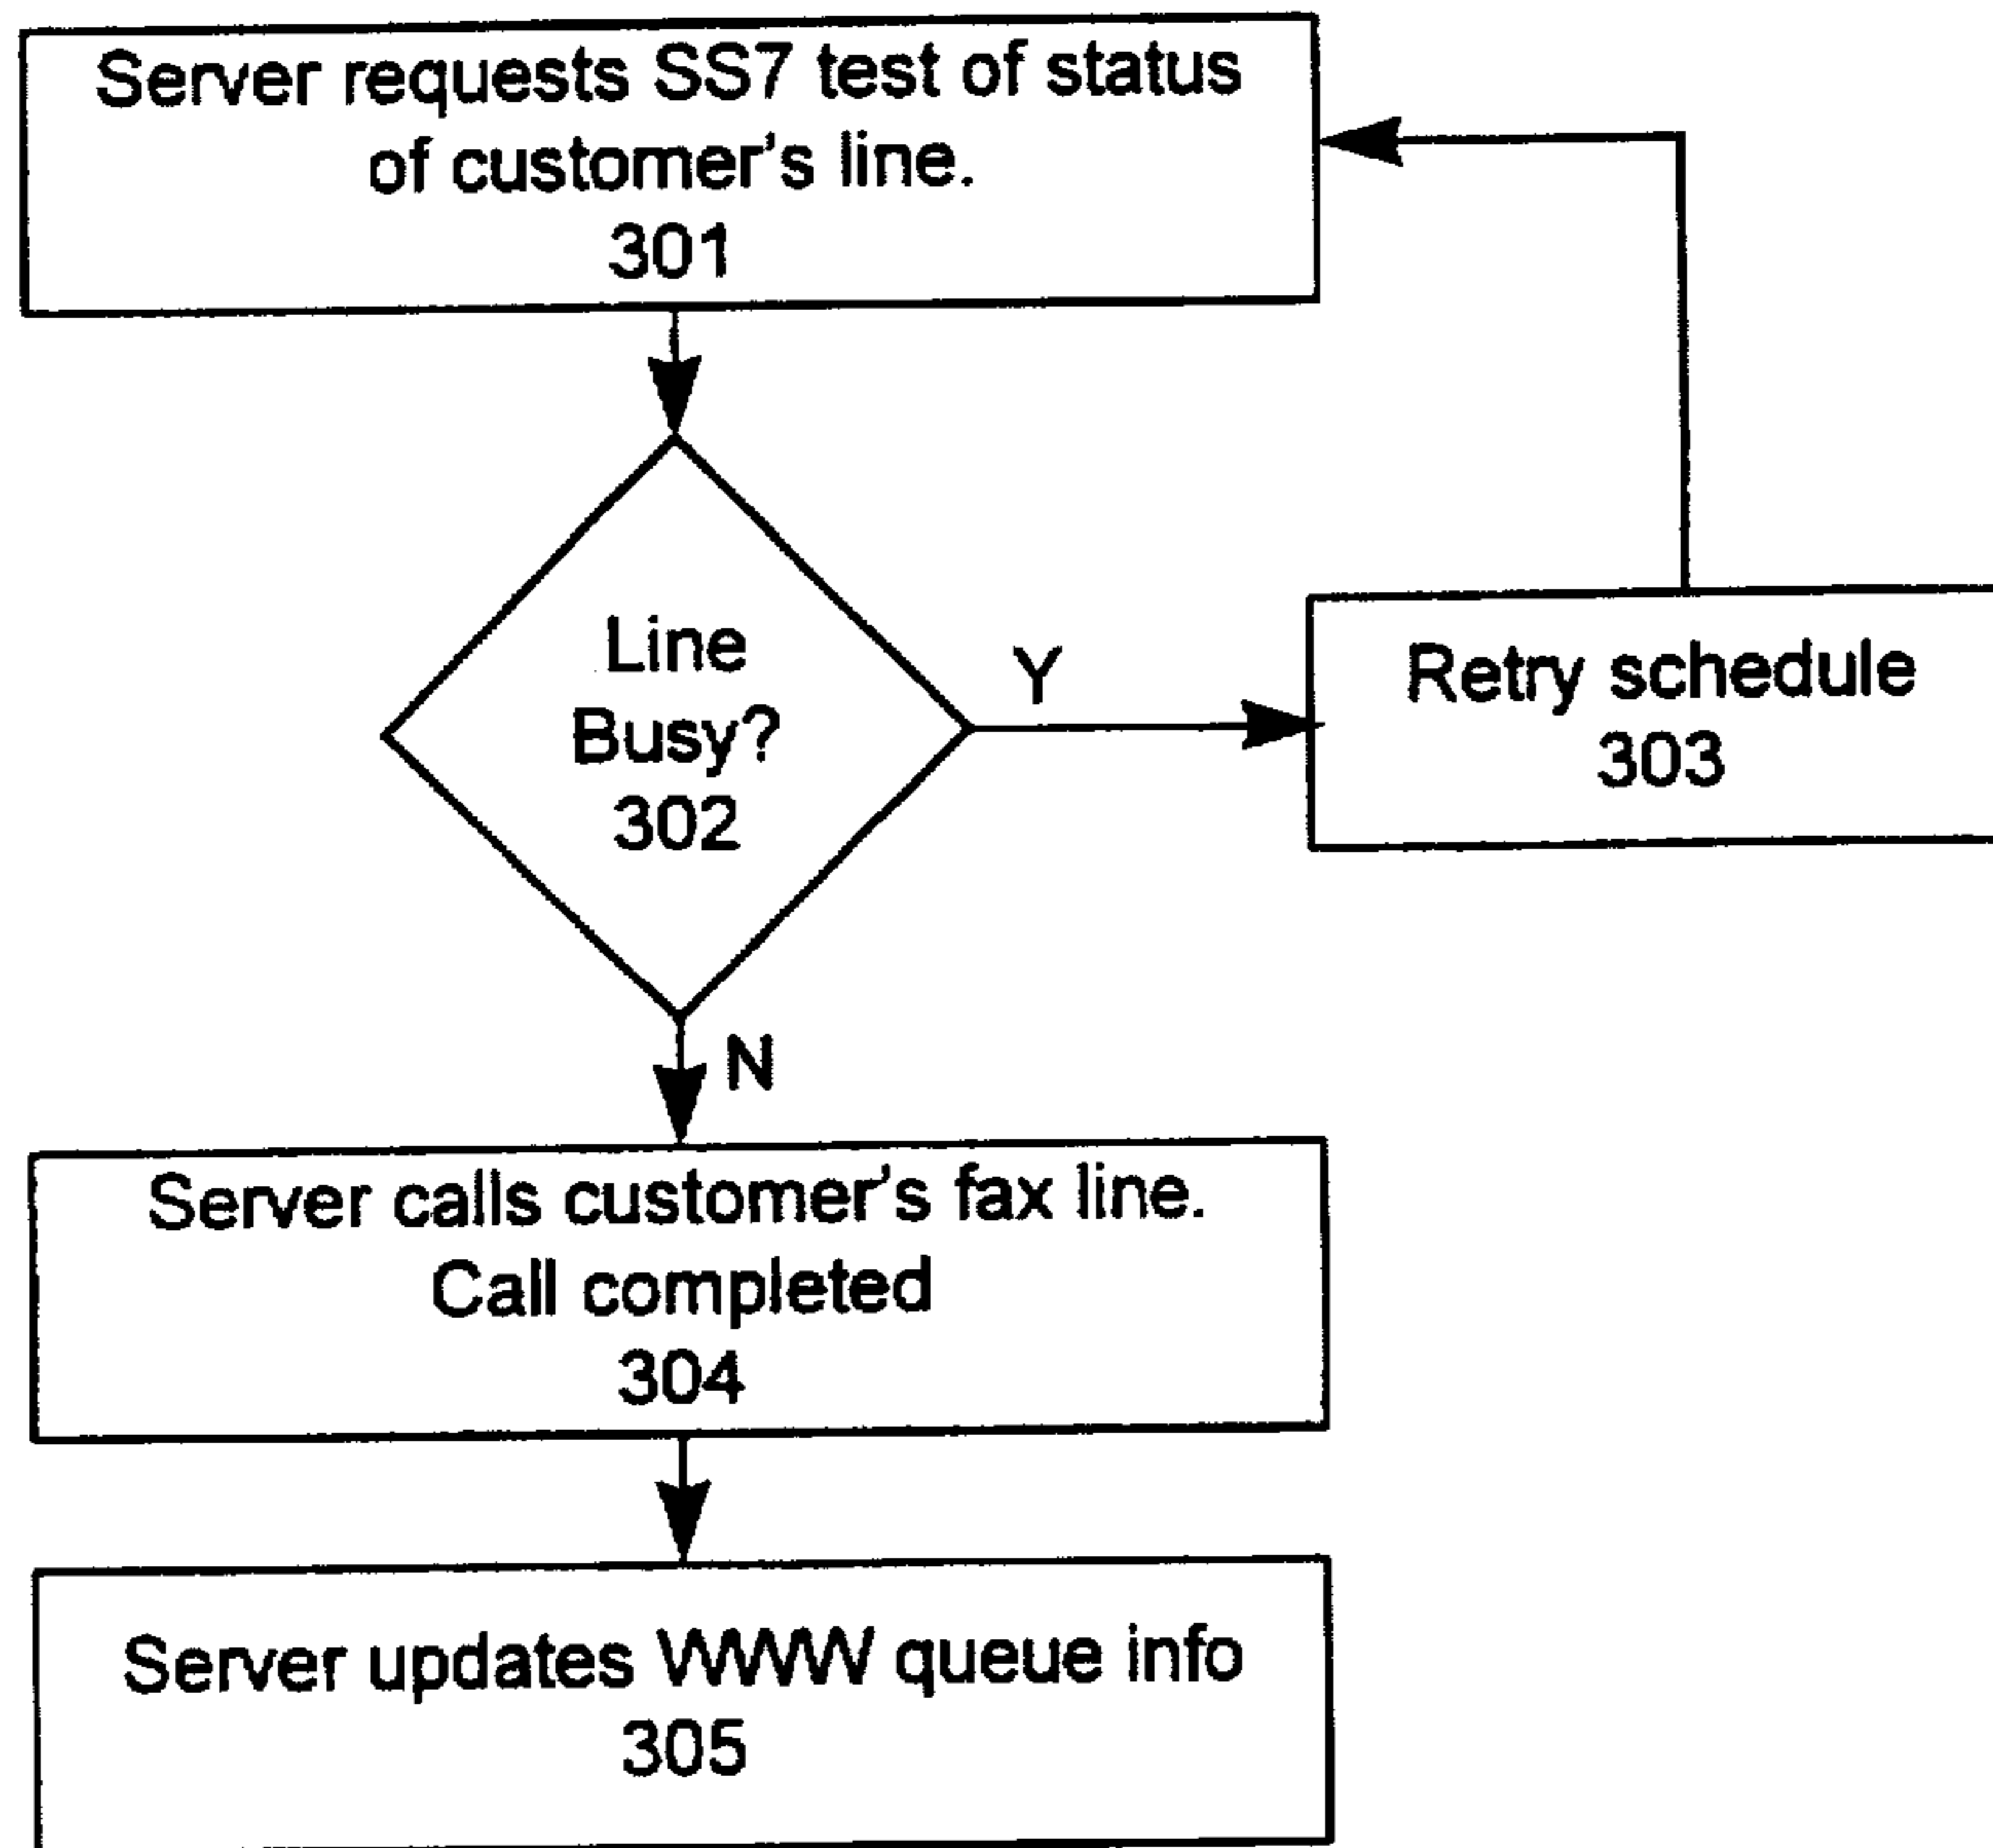 Server requests SS7 test of status
of customer's line.
301
Line
Busy?
302
Y
Retry schedule
303
N
Server calls customer's fax line.
Call completed
304
Server updates WWW queue info
305